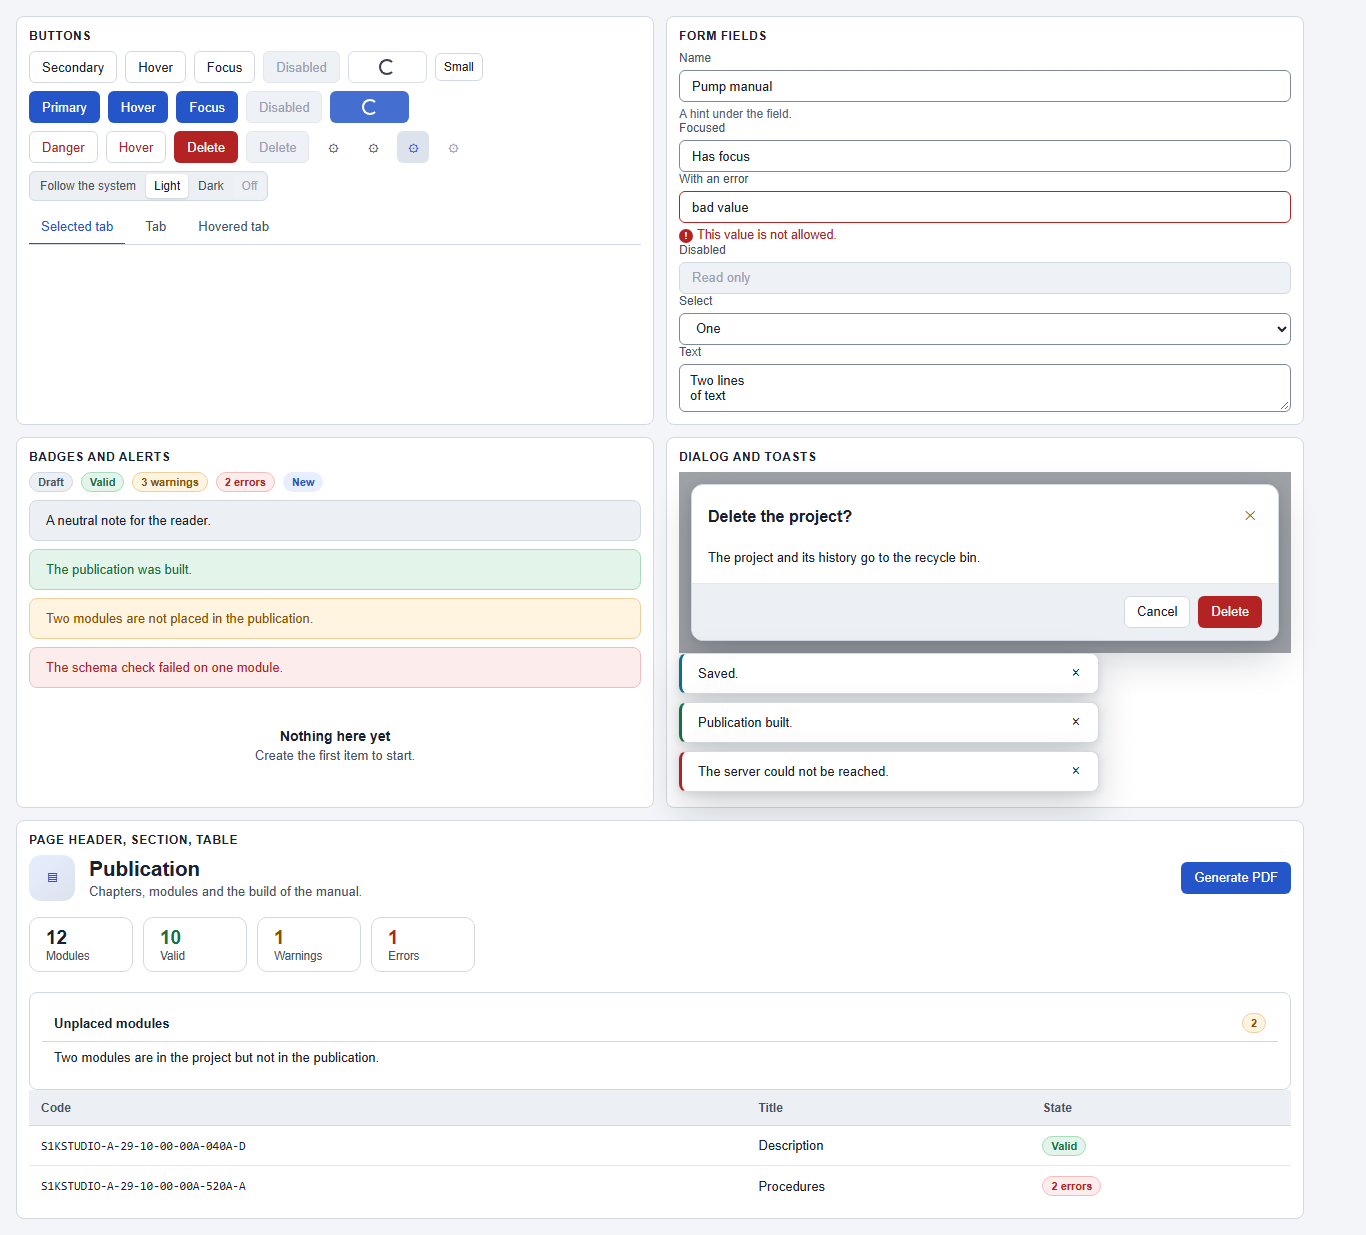 BUTTONS
Secondary Hover Focus Disabled Small
Primary Hover Focus Disabled
Danger Hover Delete Delete
Follow the system Light Dark Off
Selected tab Tab Hovered tab
FORM FIELDS
Name
Pump manual
A hint under the field.
Focused
Has focus
With an error
bad value
! This value is not allowed.
Disabled
Read only
Select
One
Text
Two lines
of text
BADGES AND ALERTS
Draft Valid 3 warnings 2 errors New
A neutral note for the reader.
The publication was built.
Two modules are not placed in the publication.
The schema check failed on one module.
Nothing here yet
Create the first item to start.
DIALOG AND TOASTS
Delete the project?
The project and its history go to the recycle bin.
Cancel Delete
Saved.
Publication built.
The server could not be reached.
PAGE HEADER, SECTION, TABLE
Publication
Chapters, modules and the build of the manual.
Generate PDF
12 10 1 1
Modules Valid Warnings Errors
Unplaced modules 2
Two modules are in the project but not in the publication.
Code Title State
S1KSTUDIO-A-29-10-00-00A-040A-D Description Valid
S1KSTUDIO-A-29-10-00-00A-520A-A Procedures 2 errors